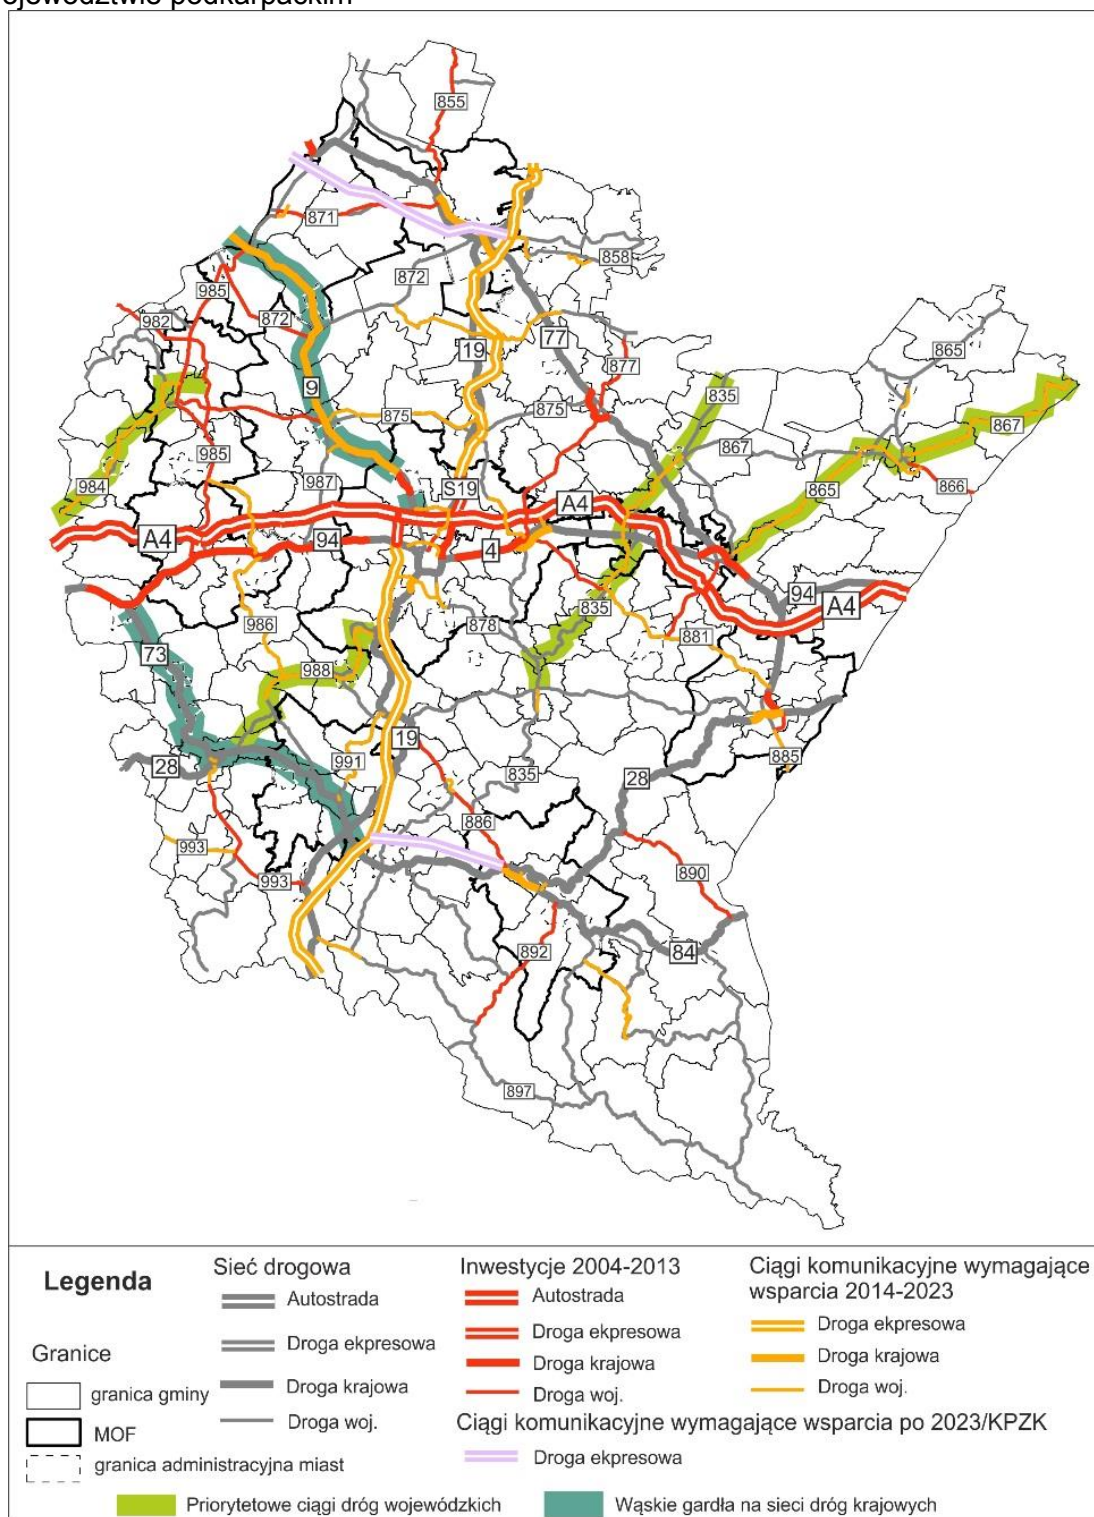 ojewództwie podkarpackim
855
871
858
872
985
872
982
19
77
865
877
9
835
875
875
867
867
985
984
987
S19
865
866
A4
A4
94
4
94
835
A4
986
878
881
73
988
19
991
885
28
835
28
886
993
993
890
892
84
897
Legenda
Granice
granica gminy
MOF
granica administracyjna miast
Sieć drogowa
Autostrada
Droga ekpresowa
Droga krajowa
Droga woj.
Inwestycje 2004-2013
Autostrada
Droga ekpresowa
Droga krajowa
Droga woj.
Ciągi komunikacyjne wymagające
wsparcia 2014-2023
Droga ekpresowa
Droga krajowa
Droga woj.
Ciągi komunikacyjne wymagające wsparcia po 2023/KPZK
Droga ekpresowa
Priorytetowe ciągi dróg wojewódzkich
Wąskie gardła na sieci dróg krajowych